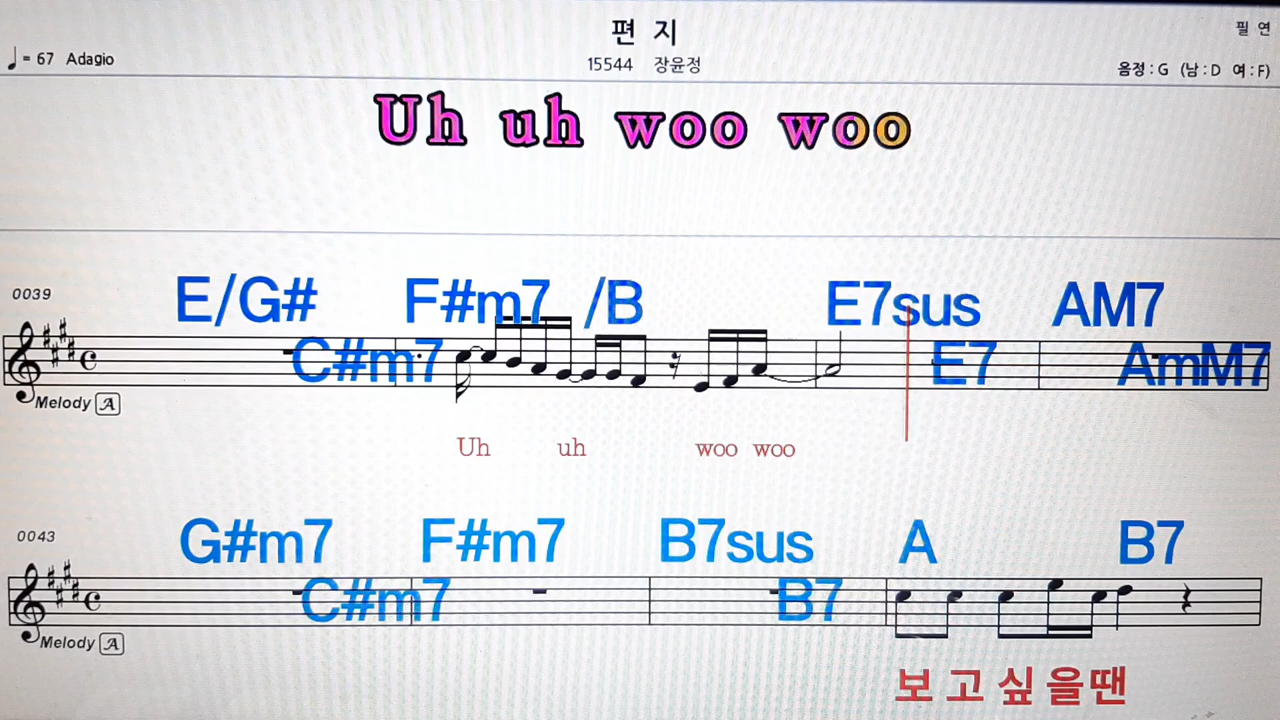 편 지
필 연
♩= 67 Adagio
15544 장윤정
음정 : G (남 : D 여 : F)
Uh uh woo woo
0039
E/G# F#m7 /B E7sus AM7
C#m7 E7 AmM7
Melody A
Uh uh woo woo
0043
G#m7 F#m7 B7sus A B7
C#m7 B7
Melody A
보 고 싶 을 땐